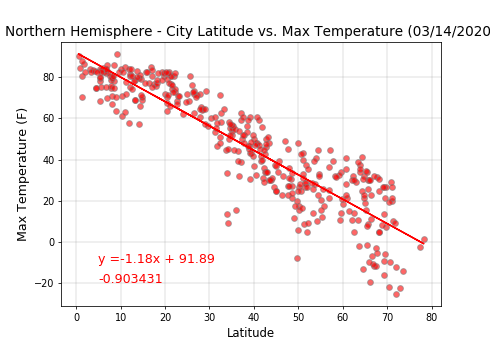 Northern Hemisphere - City Latitude vs. Max Temperature (03/14/2020
Max Temperature (F)
80
60
40
20
0
−20
y =-1.18x + 91.89
-0.903431
0 10 20 30 40 50 60 70 80
Latitude